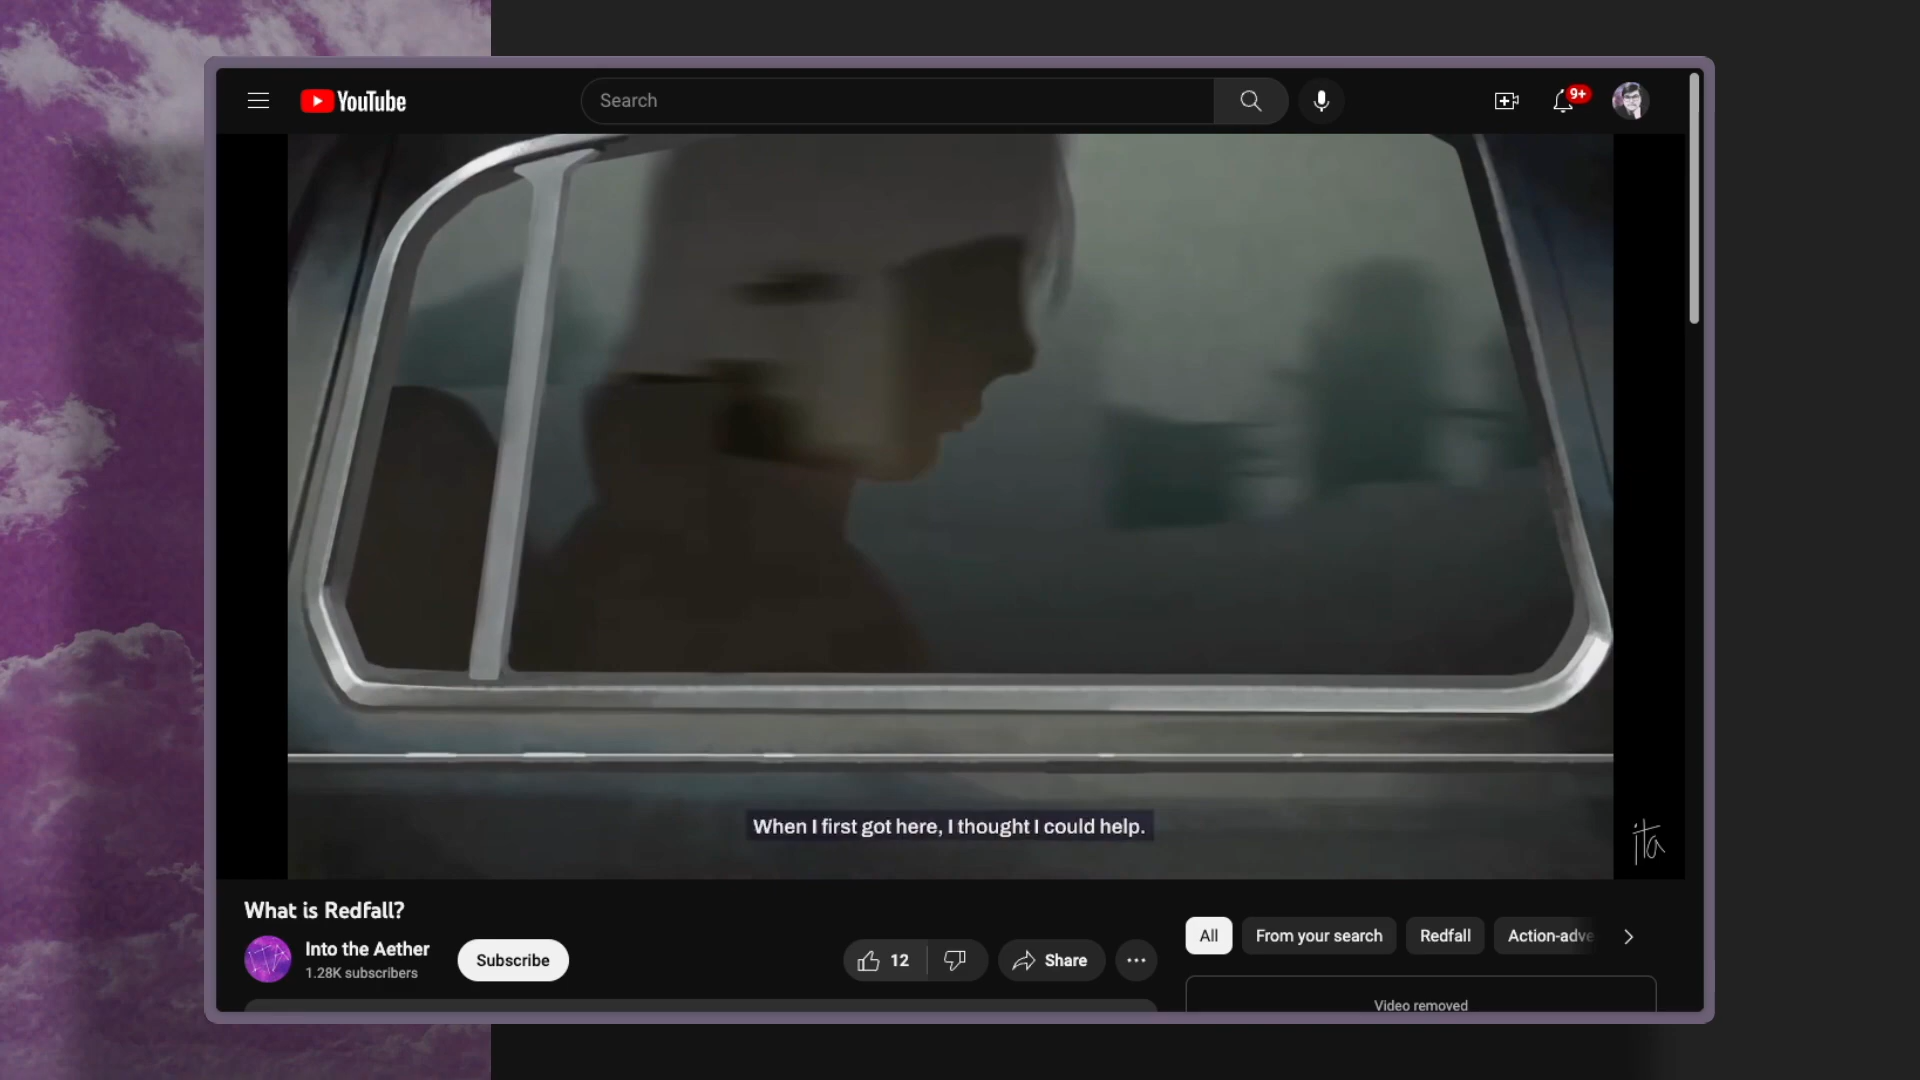 YouTube
Search
9+
When I first got here, I thought I could help.
ita
What is Redfall?
Into the Aether
1.28K subscribers
Subscribe
12
Share
All
From your search
Redfall
Action-adve
Video removed